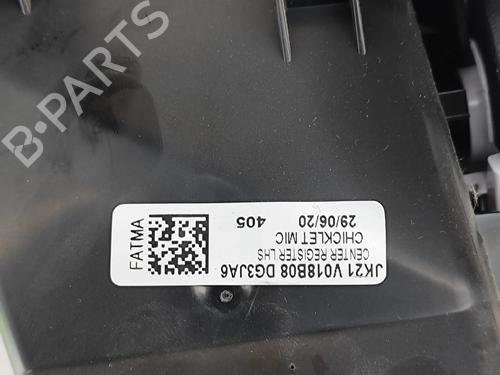 B-PARTS
JK21 V018B08 DG3JA6
CENTER REGISTER LHS
CHICKLET MIC
29/06/20 405
FATMA